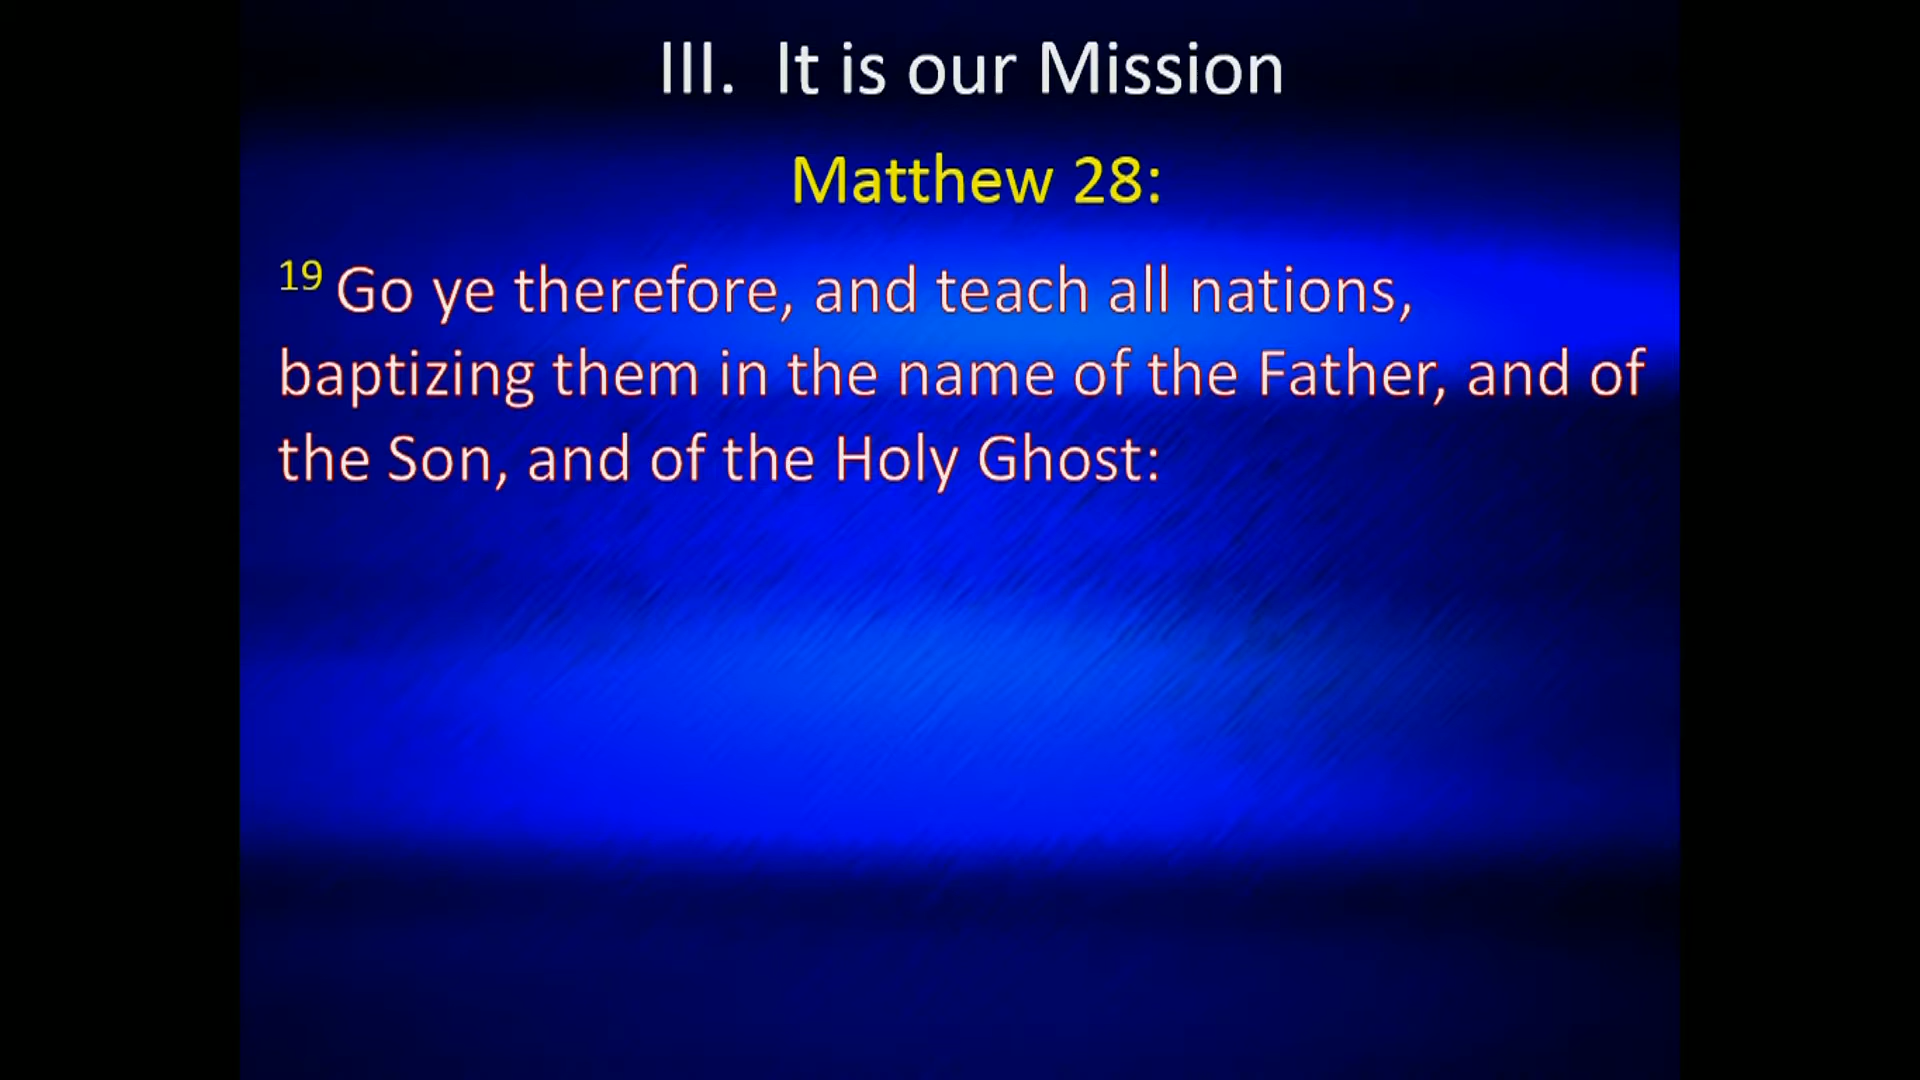 III.  It is our Mission
Matthew 28:
19 Go ye therefore, and teach all nations,
baptizing them in the name of the Father, and of
the Son, and of the Holy Ghost: